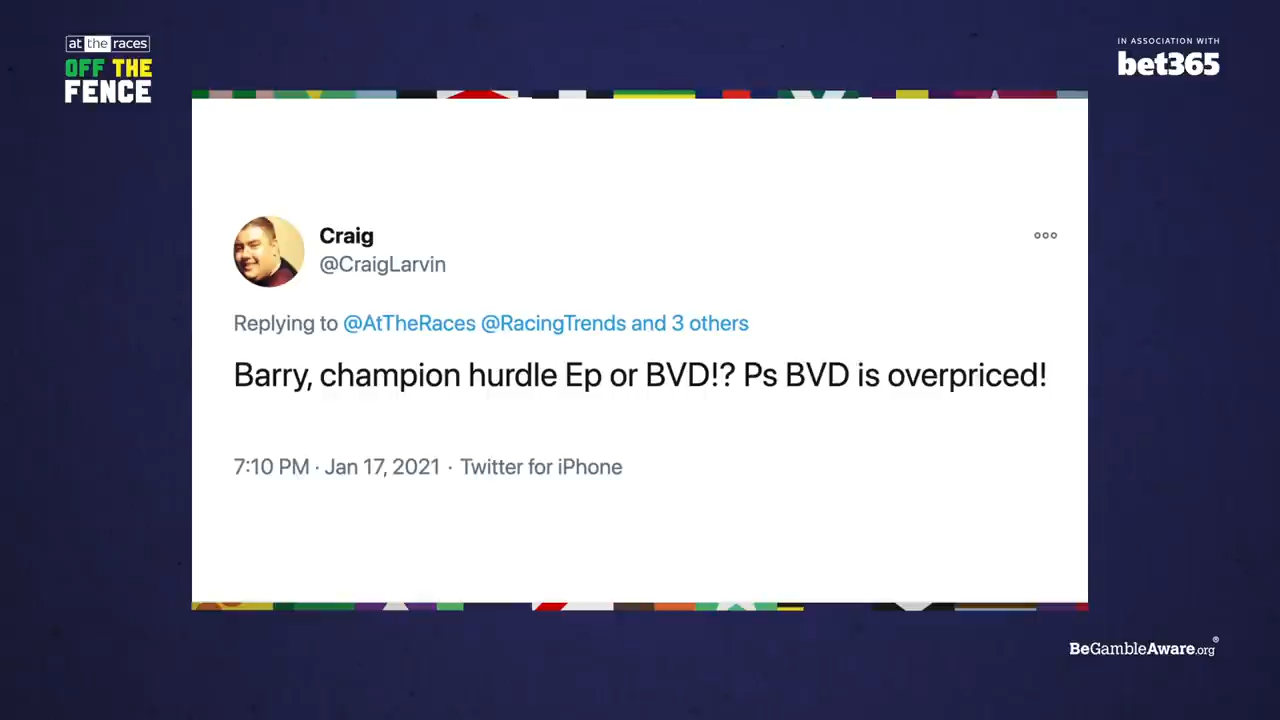 at the races
OFF THE
FENCE
IN ASSOCIATION WITH
bet365
Craig
@CraigLarvin
Replying to @AtTheRaces @RacingTrends and 3 others
Barry, champion hurdle Ep or BVD!? Ps BVD is overpriced!
7:10 PM · Jan 17, 2021 · Twitter for iPhone
BeGambleAware.org®